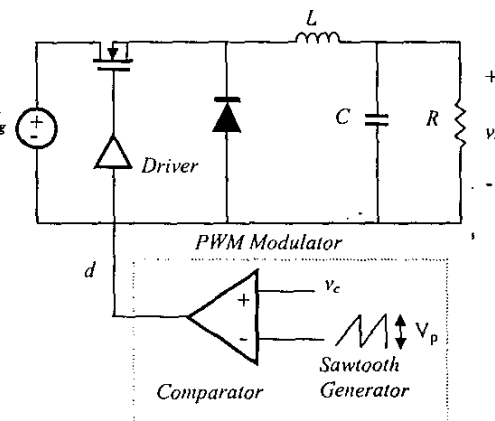 L
+
-
g
C
R
+
v
-
Driver
PWM Modulator
d
+
v_c
-
V_p
Sawtooth
Comparator
Generator